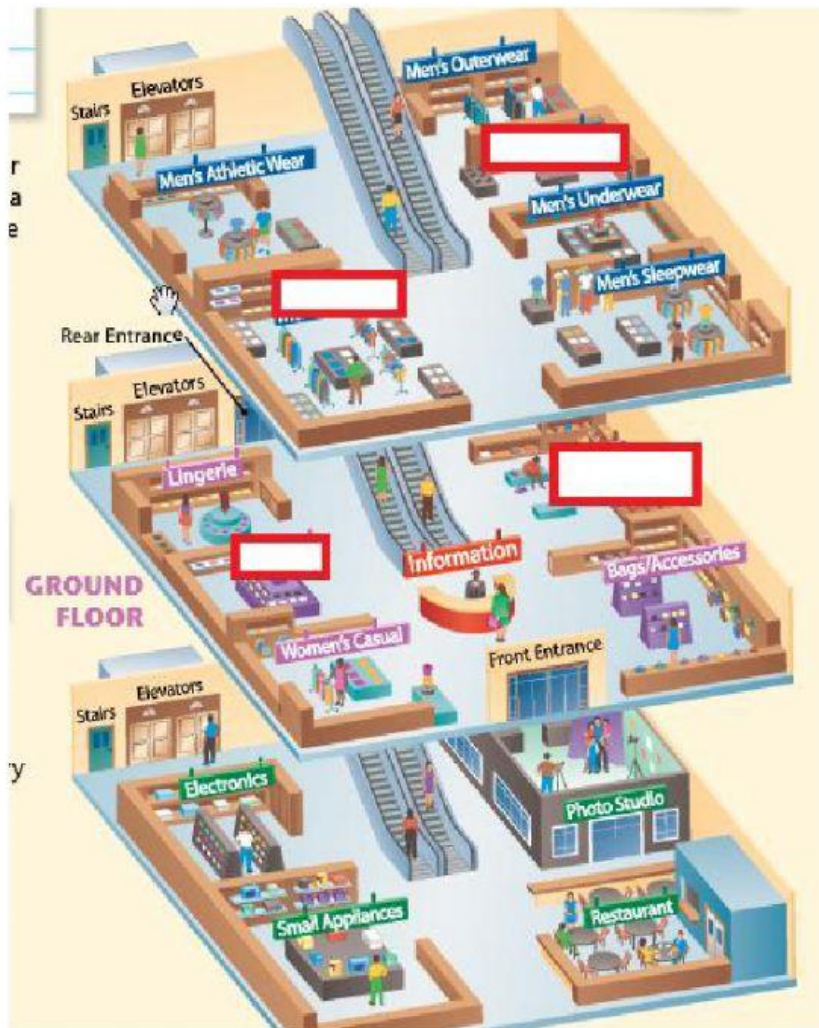 Men's Outerwear
Elevators
Stairs
Men's Athletic Wear
Men's Underwear
Men's Sleepwear
Rear Entrance
Elevators
Stairs
Lingerie
Information
Bags/Accessories
GROUND
FLOOR
Women's Casual
Front Entrance
Elevators
Stairs
Electronics
Photo Studio
Small Appliances
Restaurant
r
a
e
y